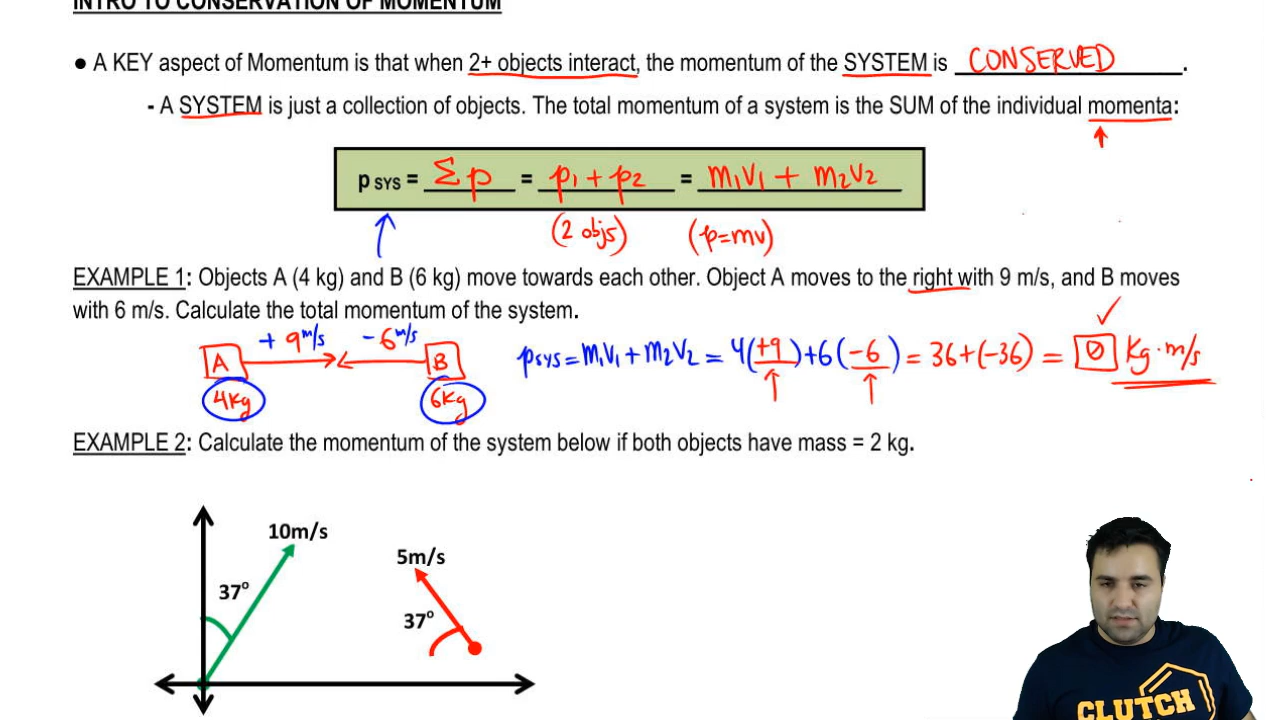 INTRO TO CONSERVATION OF MOMENTUM
● A KEY aspect of Momentum is that when 2+ objects interact, the momentum of the SYSTEM is CONSERVED.
- A SYSTEM is just a collection of objects. The total momentum of a system is the SUM of the individual momenta:
p SYS = Σp = p₁ + p₂ = m₁v₁ + m₂v₂
(2 objs) (p=mv)
EXAMPLE 1: Objects A (4 kg) and B (6 kg) move towards each other. Object A moves to the right with 9 m/s, and B moves
with 6 m/s. Calculate the total momentum of the system.
+9m/s -6m/s
A B psys = m₁v₁ + m₂v₂ = 4(+9)+6(-6) = 36+(-36) = 0 kg·m/s
4kg 6kg
EXAMPLE 2: Calculate the momentum of the system below if both objects have mass = 2 kg.
10m/s
5m/s
37°
37°
CLUTCH